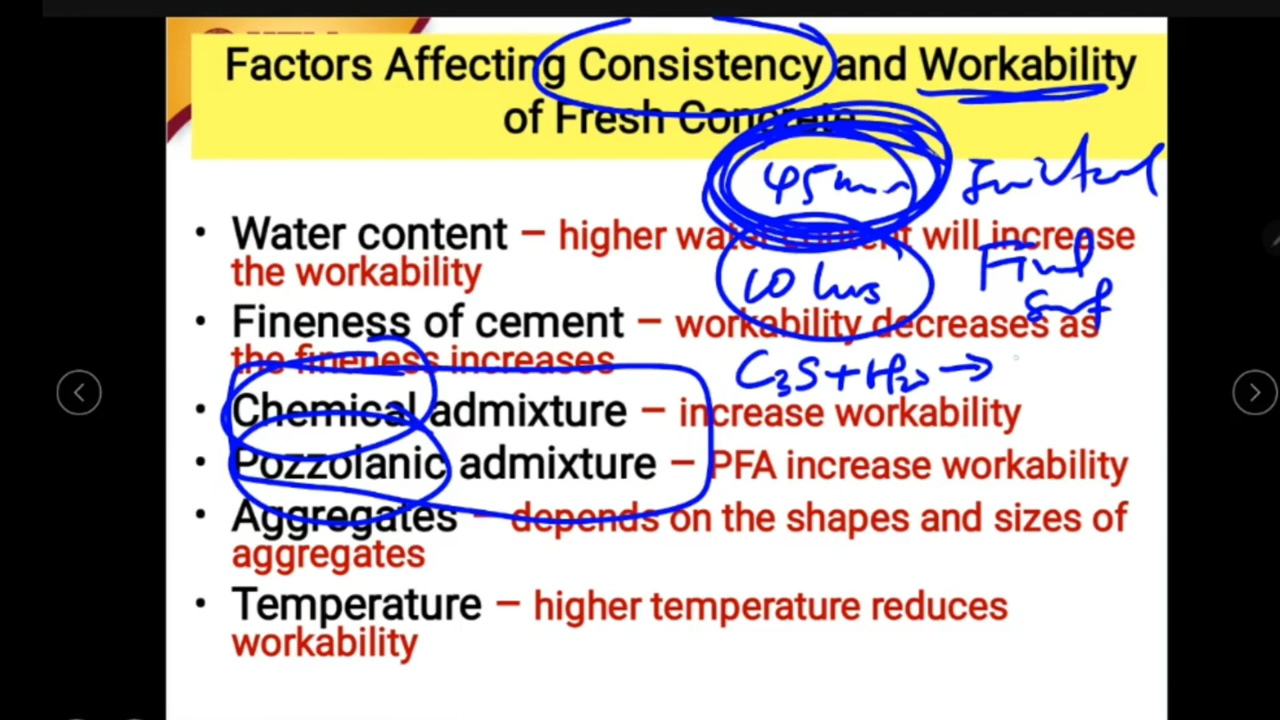 Factors Affecting Consistency and Workability
of Fresh Concrete
45 min Initial
• Water content – higher water content will increase
the workability
10 hrs Final
• Fineness of cement – workability decreases as
the fineness increases
C₃S + H₂O →
• Chemical admixture – increase workability
• Pozzolanic admixture – PFA increase workability
• Aggregates – depends on the shapes and sizes of
aggregates
• Temperature – higher temperature reduces
workability